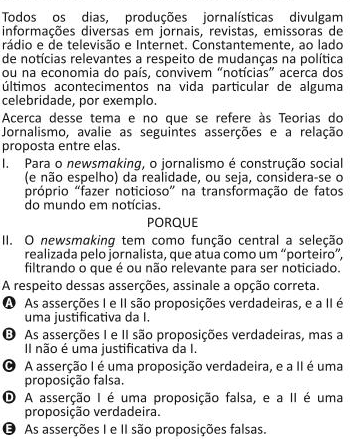 Todos os dias, produções jornalísticas divulgam
informações diversas em jornais, revistas, emissoras de
rádio e de televisão e Internet. Constantemente, ao lado
de notícias relevantes a respeito de mudanças na política
ou na economia do país, convivem “notícias” acerca dos
últimos acontecimentos na vida particular de alguma
celebridade, por exemplo.
Acerca desse tema e no que se refere às Teorias do
Jornalismo, avalie as seguintes asserções e a relação
proposta entre elas.
I. Para o newsmaking, o jornalismo é construção social
(e não espelho) da realidade, ou seja, considera-se o
próprio “fazer noticioso” na transformação de fatos
do mundo em notícias.
PORQUE
II. O newsmaking tem como função central a seleção
realizada pelo jornalista, que atua como um “porteiro”,
filtrando o que é ou não relevante para ser noticiado.
A respeito dessas asserções, assinale a opção correta.
A As asserções I e II são proposições verdadeiras, e a II é
uma justificativa da I.
B As asserções I e II são proposições verdadeiras, mas a
II não é uma justificativa da I.
C A asserção I é uma proposição verdadeira, e a II é uma
proposição falsa.
D A asserção I é uma proposição falsa, e a II é uma
proposição verdadeira.
E As asserções I e II são proposições falsas.